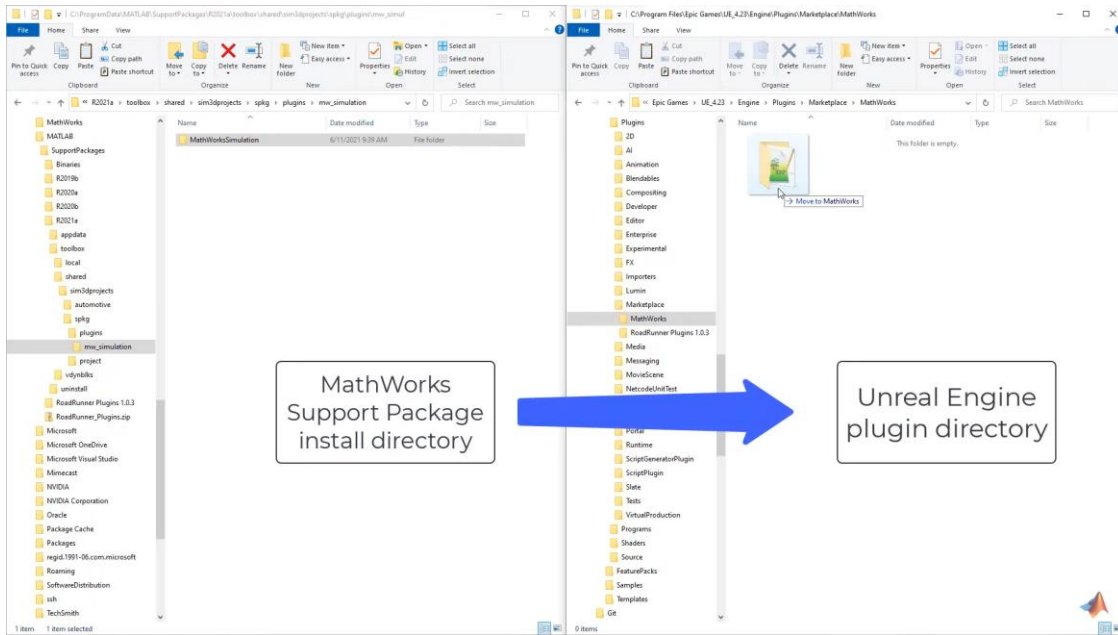 C:\ProgramData\MATLAB\SupportPackages\R2021a\toolbox\shared\sim3dprojects\spkg\plugins\mw_simul
File Home Share View
Pin to Quick access
Copy
Paste
Cut
Copy path
Paste shortcut
Move to
Copy to
Delete
Rename
New folder
New item
Easy access
Properties
Open
Edit
History
Select all
Select none
Invert selection
Clipboard Organize New Open Select
« R2021a › toolbox › shared › sim3dprojects › spkg › plugins › mw_simulation
Search mw_simulation
Name Date modified Type Size
MathWorksSimulation 6/11/2021 9:39 AM File folder
MathWorks
MATLAB
SupportPackages
Binaries
R2019b
R2020a
R2020b
R2021a
appdata
toolbox
local
shared
sim3dprojects
automotive
spkg
plugins
mw_simulation
project
vdynblks
uninstall
RoadRunner Plugins 1.0.3
RoadRunner_Plugins.zip
Microsoft
Microsoft OneDrive
Microsoft Visual Studio
Mimecast
NVIDIA
NVIDIA Corporation
Oracle
Package Cache
Packages
regid.1991-06.com.microsoft
Roaming
SoftwareDistribution
ssh
TechSmith
1 item 1 item selected
MathWorks
Support Package
install directory
C:\Program Files\Epic Games\UE_4.23\Engine\Plugins\Marketplace\MathWorks
File Home Share View
Pin to Quick access
Copy
Paste
Cut
Copy path
Paste shortcut
Move to
Copy to
Delete
Rename
New folder
New item
Easy access
Properties
Open
Edit
History
Select all
Select none
Invert selection
Clipboard Organize New Open Select
« Epic Games › UE_4.23 › Engine › Plugins › Marketplace › MathWorks
Search MathWorks
Name Date modified Type Size
This folder is empty.
Move to MathWorks
Plugins
2D
AI
Animation
Blendables
Compositing
Developer
Editor
Enterprise
Experimental
FX
Importers
Lumin
Marketplace
MathWorks
RoadRunner Plugins 1.0.3
Media
Messaging
MovieScene
NetcodeUnitTest
Portal
Runtime
ScriptGeneratorPlugin
ScriptPlugin
Slate
Tests
VirtualProduction
Programs
Shaders
Source
FeaturePacks
Samples
Templates
Git
0 items
Unreal Engine
plugin directory